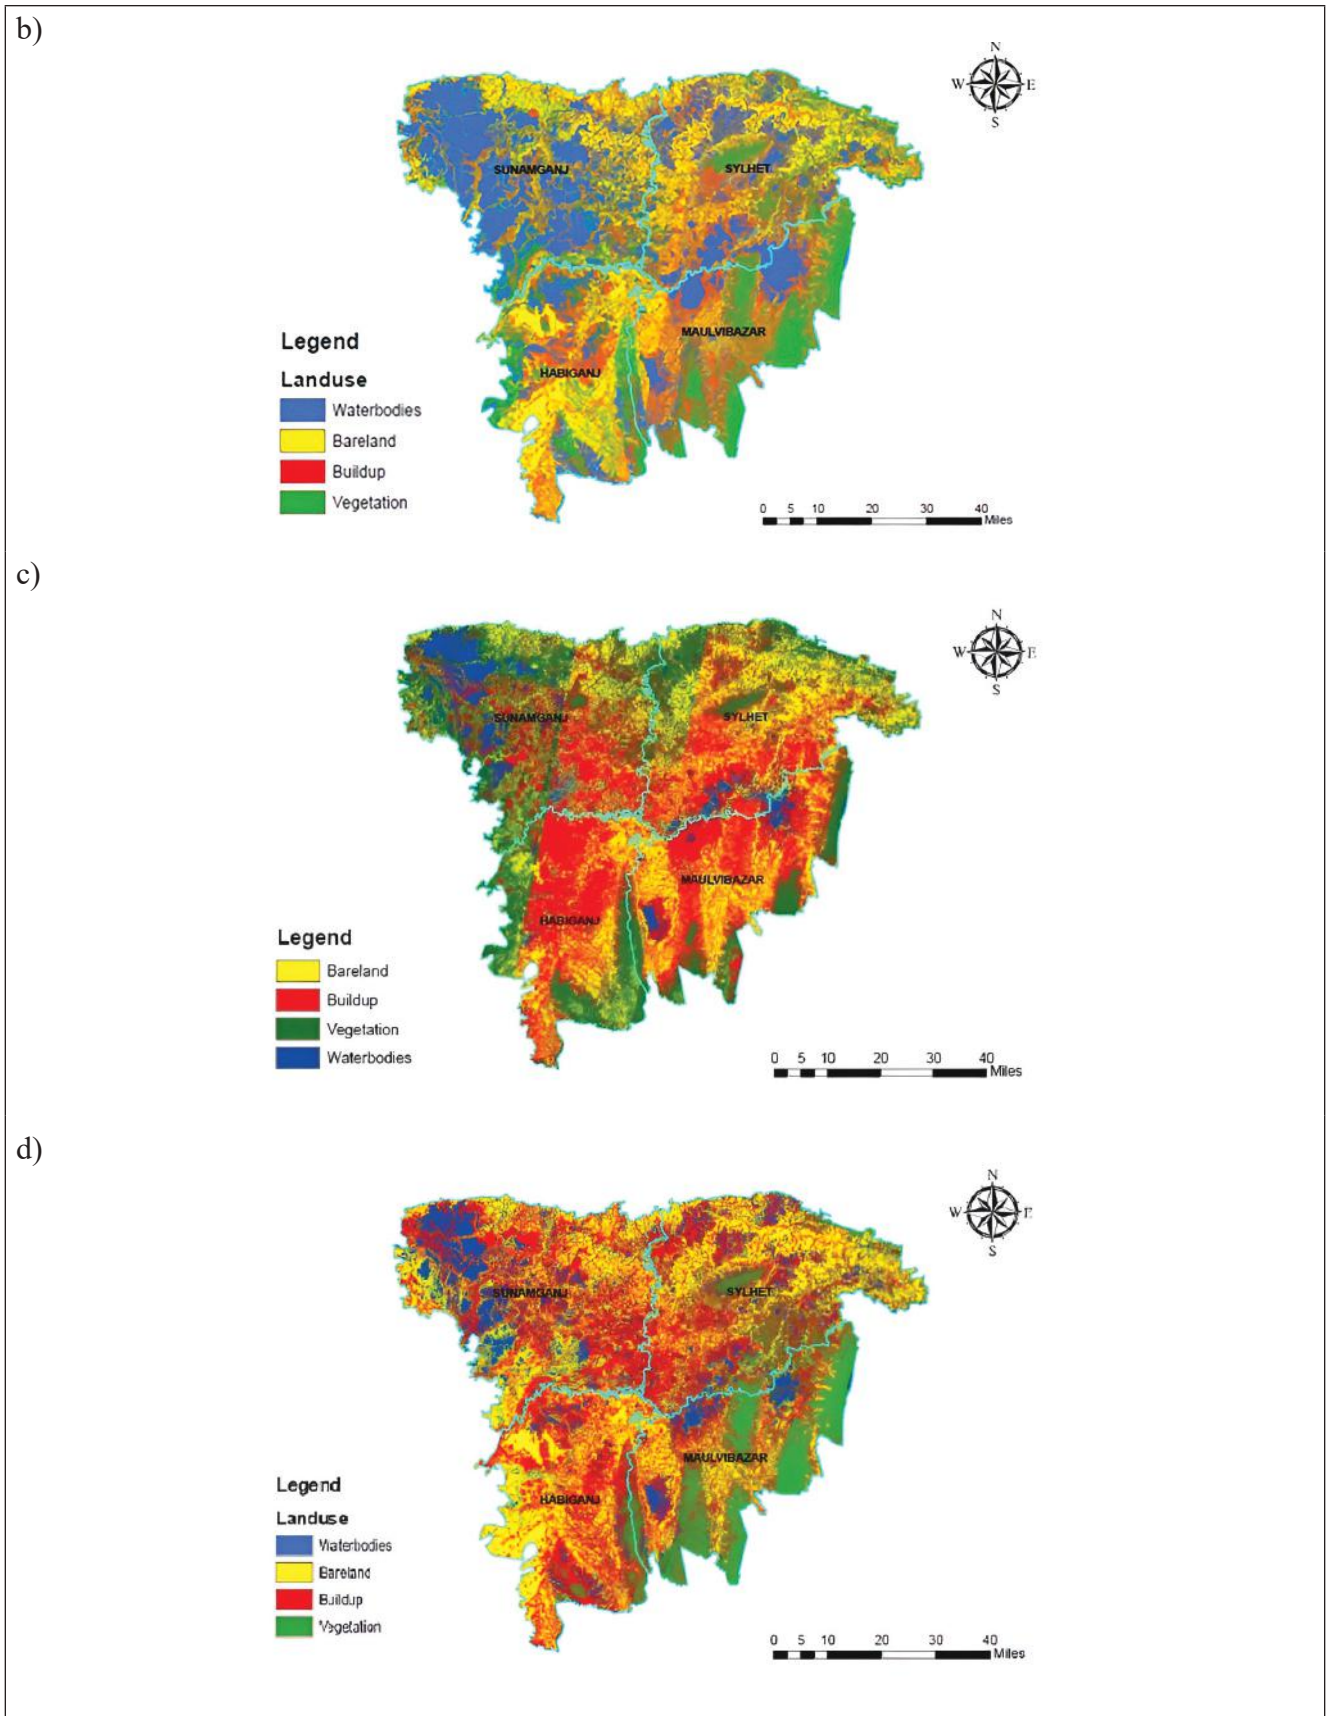 b)
N
W E
S
SUNAMGANJ
SYLHET
MAULVIBAZAR
HABIGANJ
Legend
Landuse
Waterbodies
Bareland
Buildup
Vegetation
0 5 10 20 30 40
Miles
c)
N
W E
S
SUNAMGANJ
SYLHET
MAULVIBAZAR
HABIGANJ
Legend
Bareland
Buildup
Vegetation
Waterbodies
0 5 10 20 30 40
Miles
d)
N
W E
S
SUNAMGANJ
SYLHET
MAULVIBAZAR
HABIGANJ
Legend
Landuse
Waterbodies
Bareland
Buildup
Vegetation
0 5 10 20 30 40
Miles